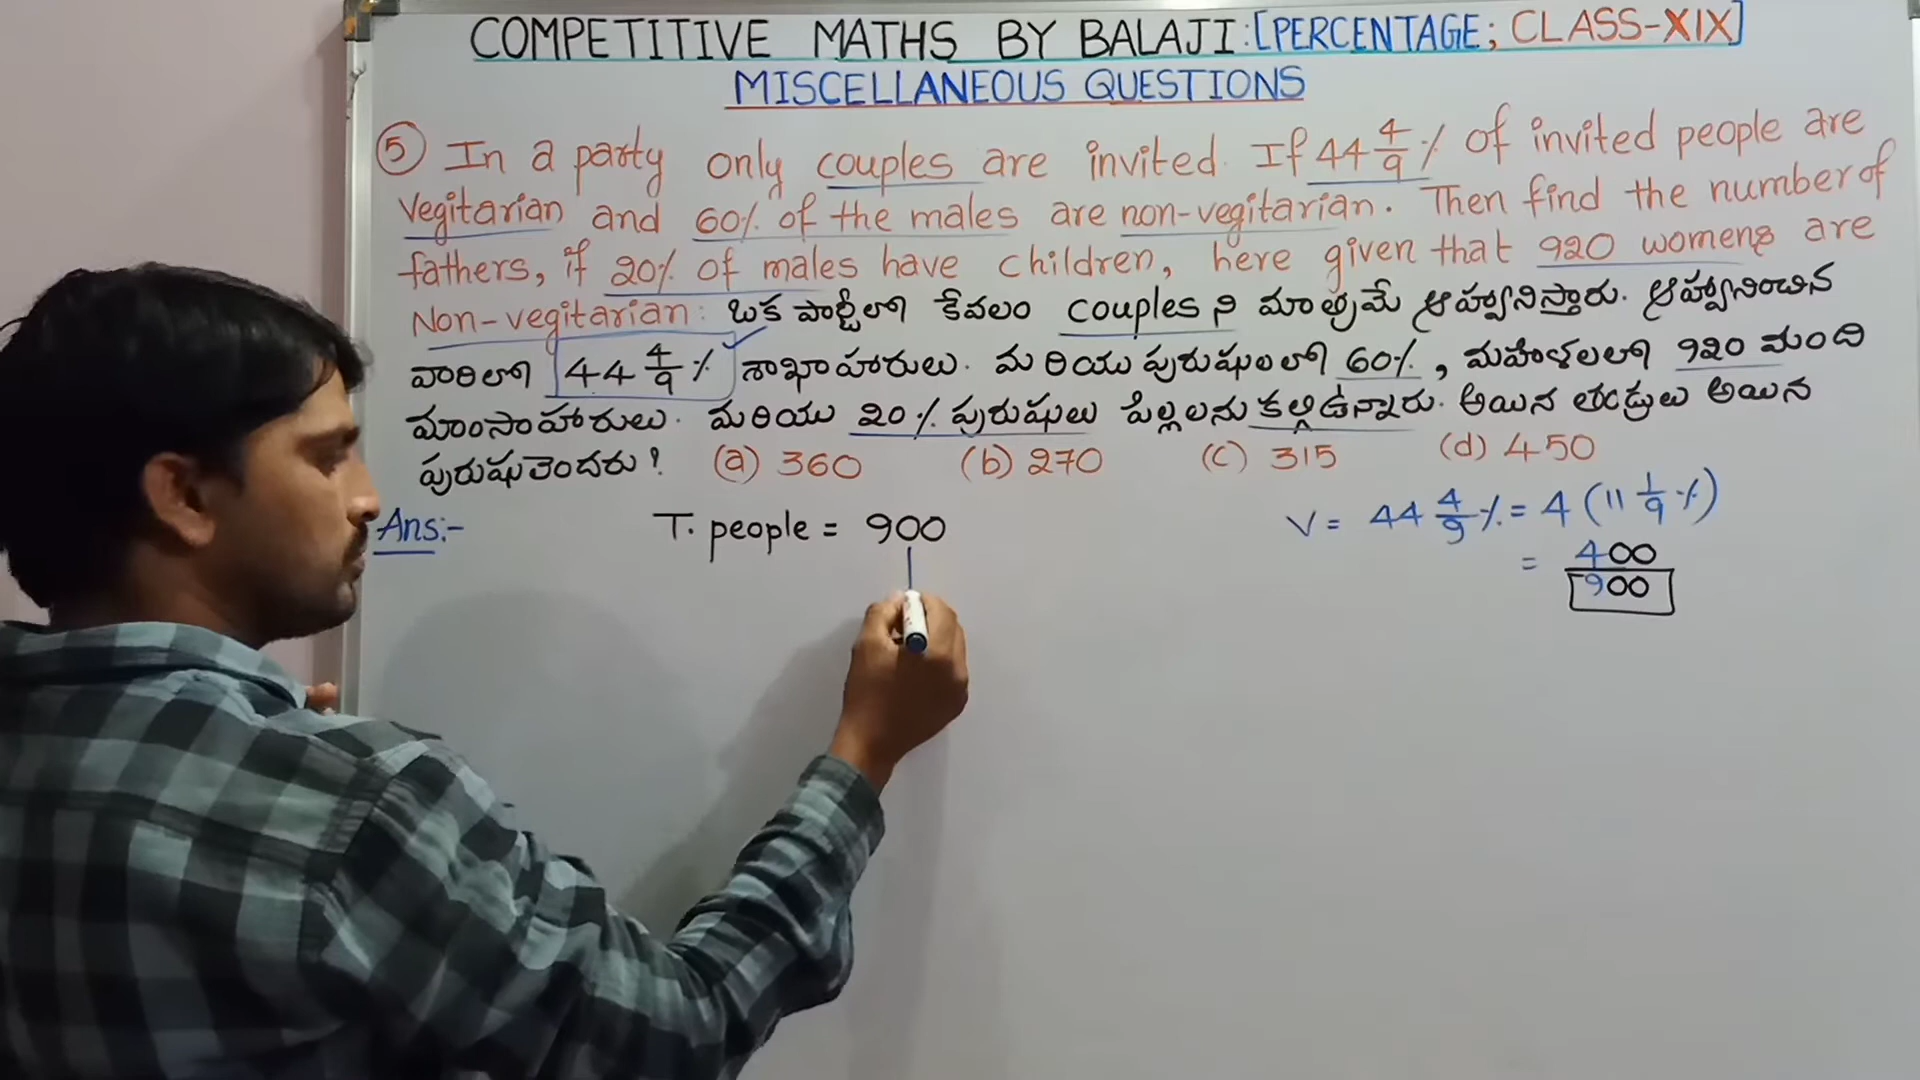 COMPETITIVE MATHS BY BALAJI:[PERCENTAGE; CLASS-XIX]
MISCELLANEOUS QUESTIONS
⑤ In a party only couples are invited. If 44 4/9 % of invited people are
Vegitarian and 60% of the males are non-vegitarian. Then find the number of
fathers, if 20% of males have children, here given that 920 womens are
Non-vegitarian: ఒక పార్టీలో కేవలం couples ని మాత్రమే ఆహ్వానిస్తారు. ఆహ్వానించిన
వారిలో 44 4/9 % శాఖాహారులు. మరియు పురుషులలో 60%, మహిళలలో 920 మంది
మాంసాహారులు. మరియు 20% పురుషులు పిల్లలను కల్గిఉన్నారు. అయిన తండ్రులు అయిన
పురుషులెందరు? (a) 360 (b) 270 (c) 315 (d) 450
Ans:- T. people = 900
V = 44 4/9 % = 4 (11 1/9 %)
= 400/900